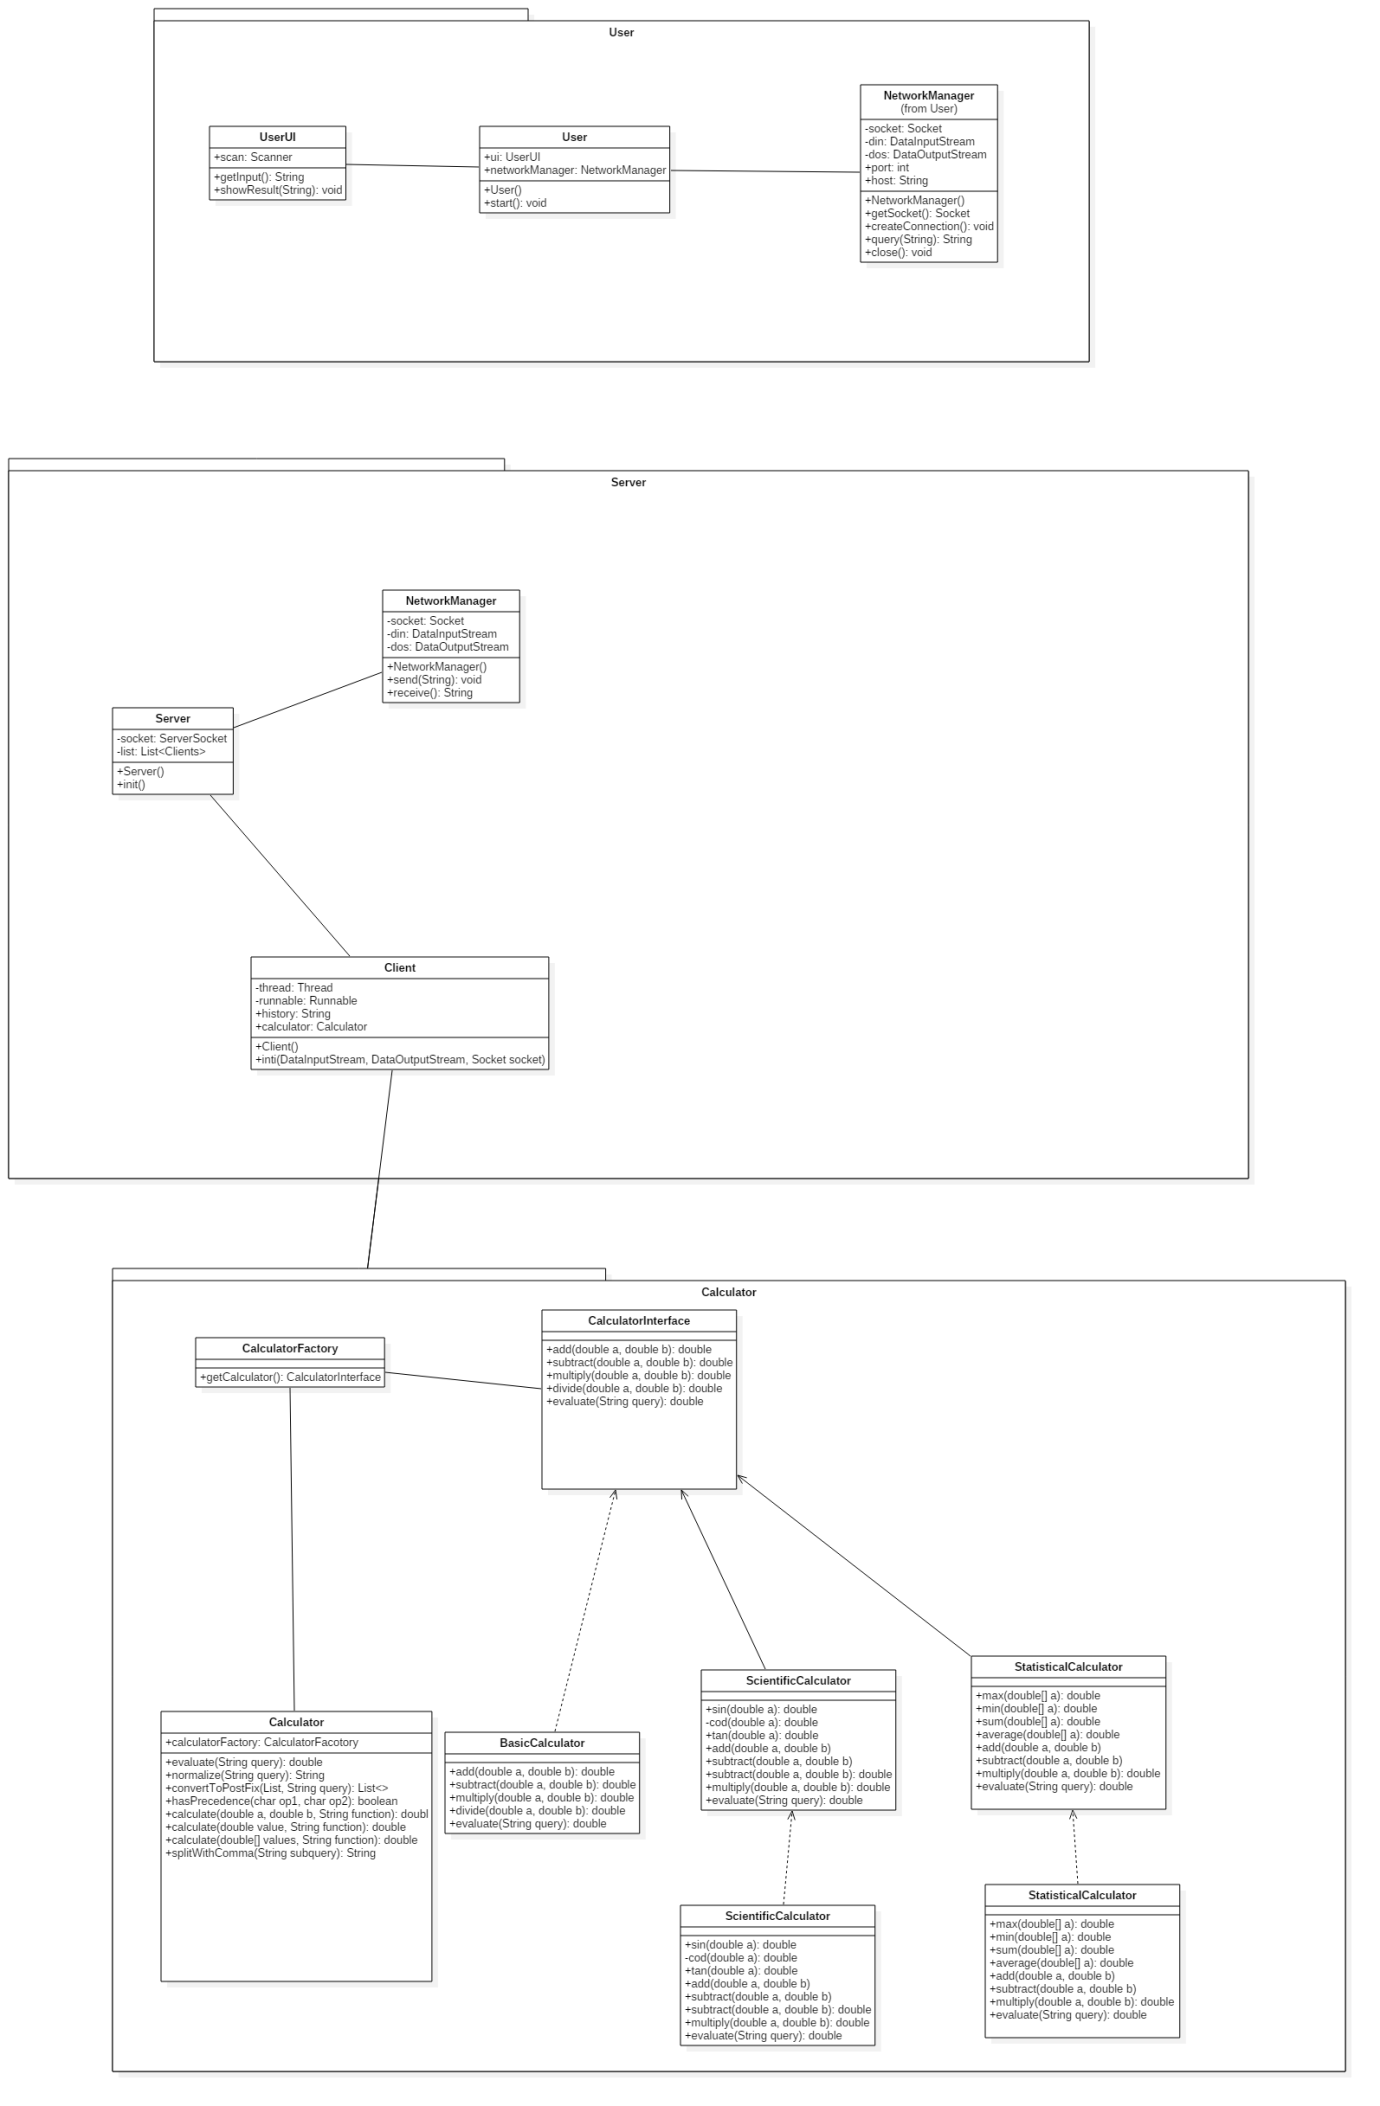 User
UserUI
+scan: Scanner
+getInput(): String
+showResult(String): void
User
+ui: UserUI
+networkManager: NetworkManager
+User()
+start(): void
NetworkManager
(from User)
-socket: Socket
-din: DataInputStream
-dos: DataOutputStream
+port: int
+host: String
+NetworkManager()
+getSocket(): Socket
+createConnection(): void
+query(String): String
+close(): void
Server
NetworkManager
-socket: Socket
-din: DataInputStream
-dos: DataOutputStream
+NetworkManager()
+send(String): void
+receive(): String
Server
-socket: ServerSocket
-list: List<Clients>
+Server()
+init()
Client
-thread: Thread
-runnable: Runnable
+history: String
+calculator: Calculator
+Client()
+inti(DataInputStream, DataOutputStream, Socket socket)
Calculator
CalculatorFactory
+getCalculator(): CalculatorInterface
CalculatorInterface
+add(double a, double b): double
+subtract(double a, double b): double
+multiply(double a, double b): double
+divide(double a, double b): double
+evaluate(String query): double
Calculator
+calculatorFactory: CalculatorFacotory
+evaluate(String query): double
+normalize(String query): String
+convertToPostFix(List, String query): List<>
+hasPrecedence(char op1, char op2): boolean
+calculate(double a, double b, String function): doubl
+calculate(double value, String function): double
+calculate(double[] values, String function): double
+splitWithComma(String subquery): String
BasicCalculator
+add(double a, double b): double
+subtract(double a, double b): double
+multiply(double a, double b): double
+divide(double a, double b): double
+evaluate(String query): double
ScientificCalculator
+sin(double a): double
-cod(double a): double
+tan(double a): double
+add(double a, double b)
+subtract(double a, double b)
+subtract(double a, double b): double
+multiply(double a, double b): double
+evaluate(String query): double
StatisticalCalculator
+max(double[] a): double
+min(double[] a): double
+sum(double[] a): double
+average(double[] a): double
+add(double a, double b)
+subtract(double a, double b)
+multiply(double a, double b): double
+evaluate(String query): double
ScientificCalculator
+sin(double a): double
-cod(double a): double
+tan(double a): double
+add(double a, double b)
+subtract(double a, double b)
+subtract(double a, double b): double
+multiply(double a, double b): double
+evaluate(String query): double
StatisticalCalculator
+max(double[] a): double
+min(double[] a): double
+sum(double[] a): double
+average(double[] a): double
+add(double a, double b)
+subtract(double a, double b)
+multiply(double a, double b): double
+evaluate(String query): double